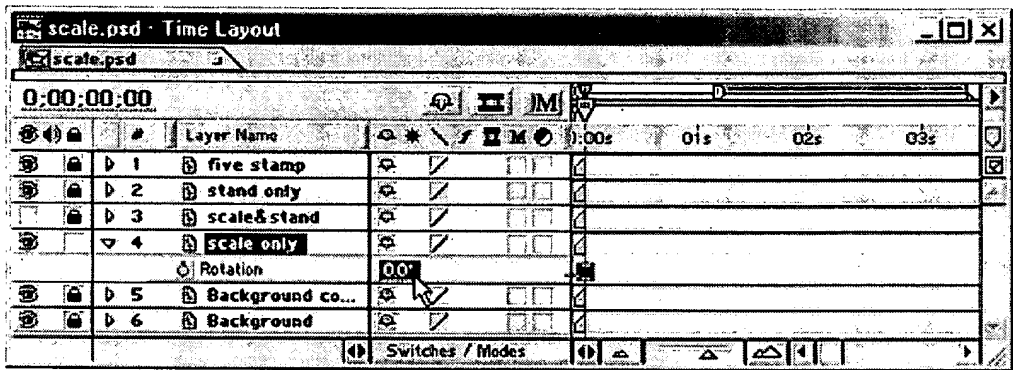 scale.psd · Time Layout
scale.psd
0;00;00;00
# Layer Name 0:00s 01s 02s 03s
1 five stamp
2 stand only
3 scale&stand
4 scale only
Rotation 0.0°
5 Background co...
6 Background
Switches / Modes